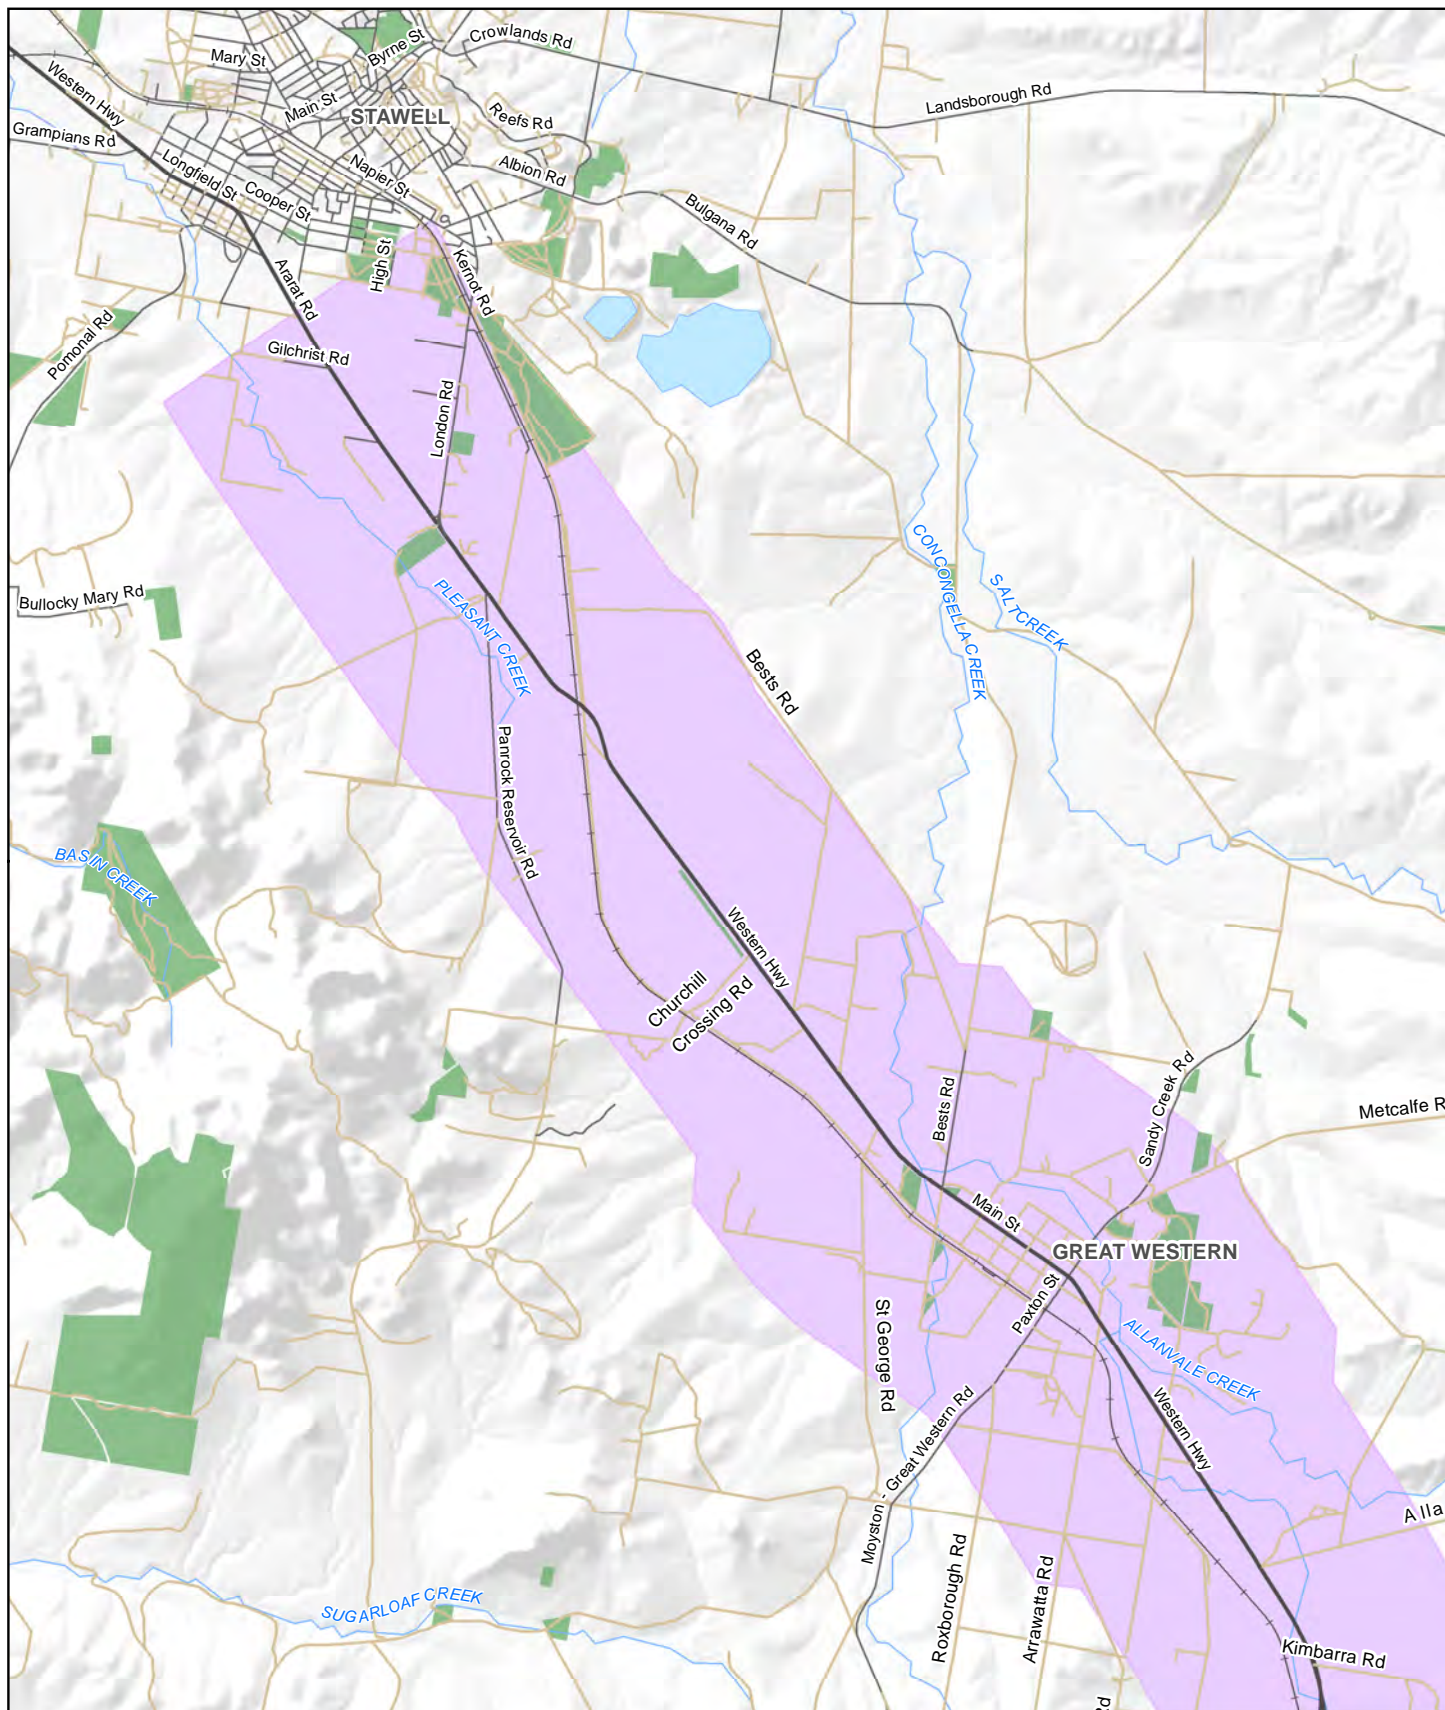 Byrne St
Crowlands Rd
Mary St
Western Hwy
Main St
Landsborough Rd
STAWELL
Reefs Rd
Grampians Rd
Longfield St
Napier St
Albion Rd
Cooper St
Bulgana Rd
High St
Kernot Rd
Ararat Rd
Pomonal Rd
Gilchrist Rd
London Rd
CONCONGELLA CREEK
SALT CREEK
Bullocky Mary Rd
PLEASANT CREEK
Bests Rd
Panrock Reservoir Rd
BASIN CREEK
Western Hwy
Churchill
Crossing Rd
Bests Rd
Sandy Creek Rd
Metcalfe R
Main St
GREAT WESTERN
Paxton St
St George Rd
ALLANVALE CREEK
Western Hwy
Moyston - Great Western Rd
Alla
Roxborough Rd
Arrawatta Rd
SUGARLOAF CREEK
Kimbarra Rd
Rd